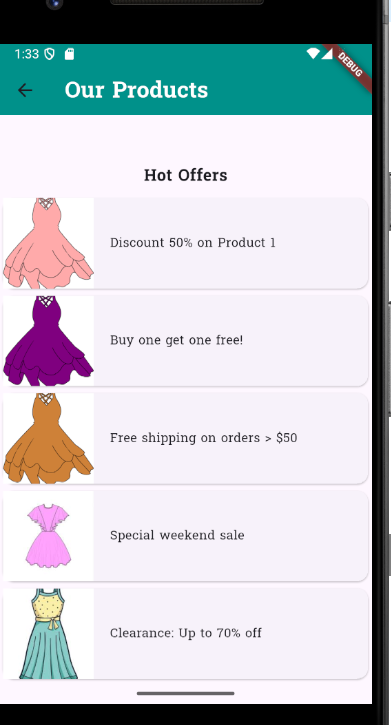 1:33
DEBUG
Our Products
Hot Offers
Discount 50% on Product 1
Buy one get one free!
Free shipping on orders > $50
Special weekend sale
Clearance: Up to 70% off